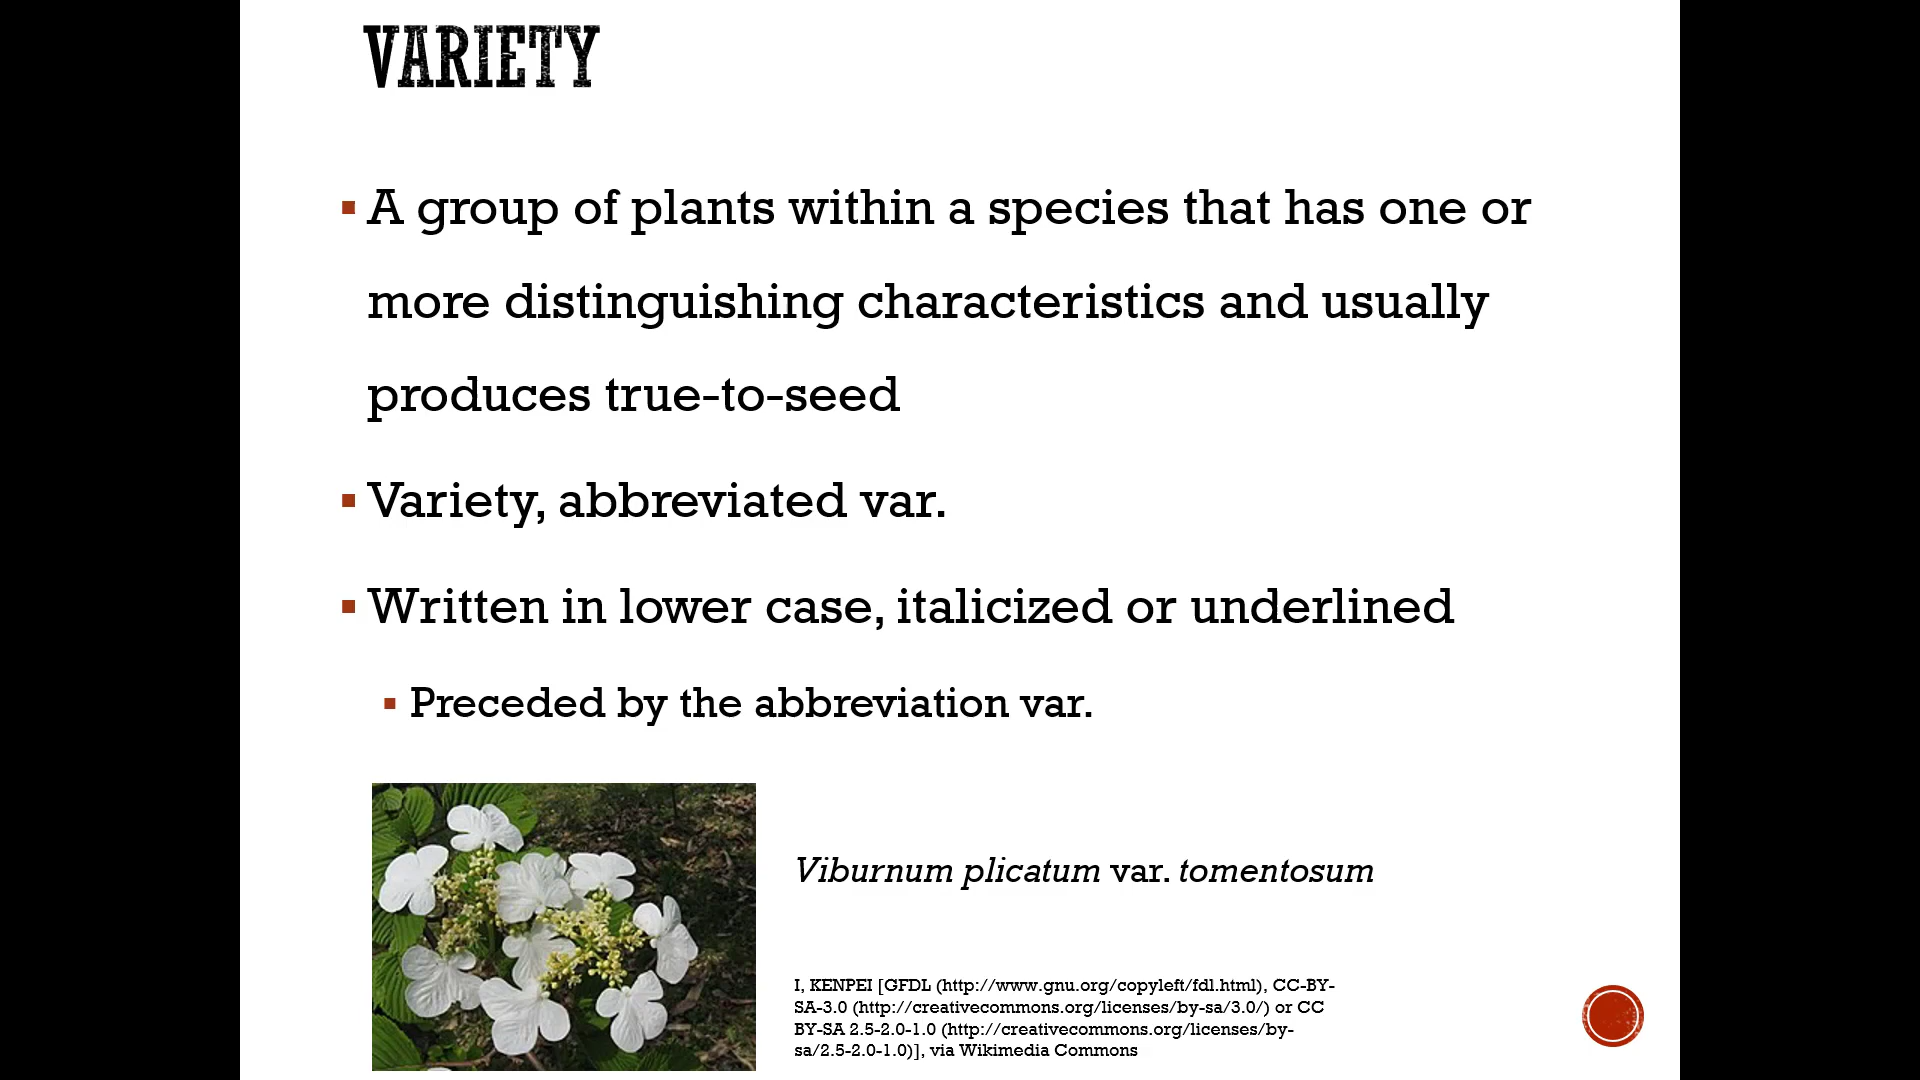 VARIETY
A group of plants within a species that has one or
more distinguishing characteristics and usually
produces true-to-seed
Variety, abbreviated var.
Written in lower case, italicized or underlined
Preceded by the abbreviation var.
Viburnum plicatum var. tomentosum
I, KENPEI [GFDL (http://www.gnu.org/copyleft/fdl.html), CC-BY-
SA-3.0 (http://creativecommons.org/licenses/by-sa/3.0/) or CC
BY-SA 2.5-2.0-1.0 (http://creativecommons.org/licenses/by-
sa/2.5-2.0-1.0)], via Wikimedia Commons